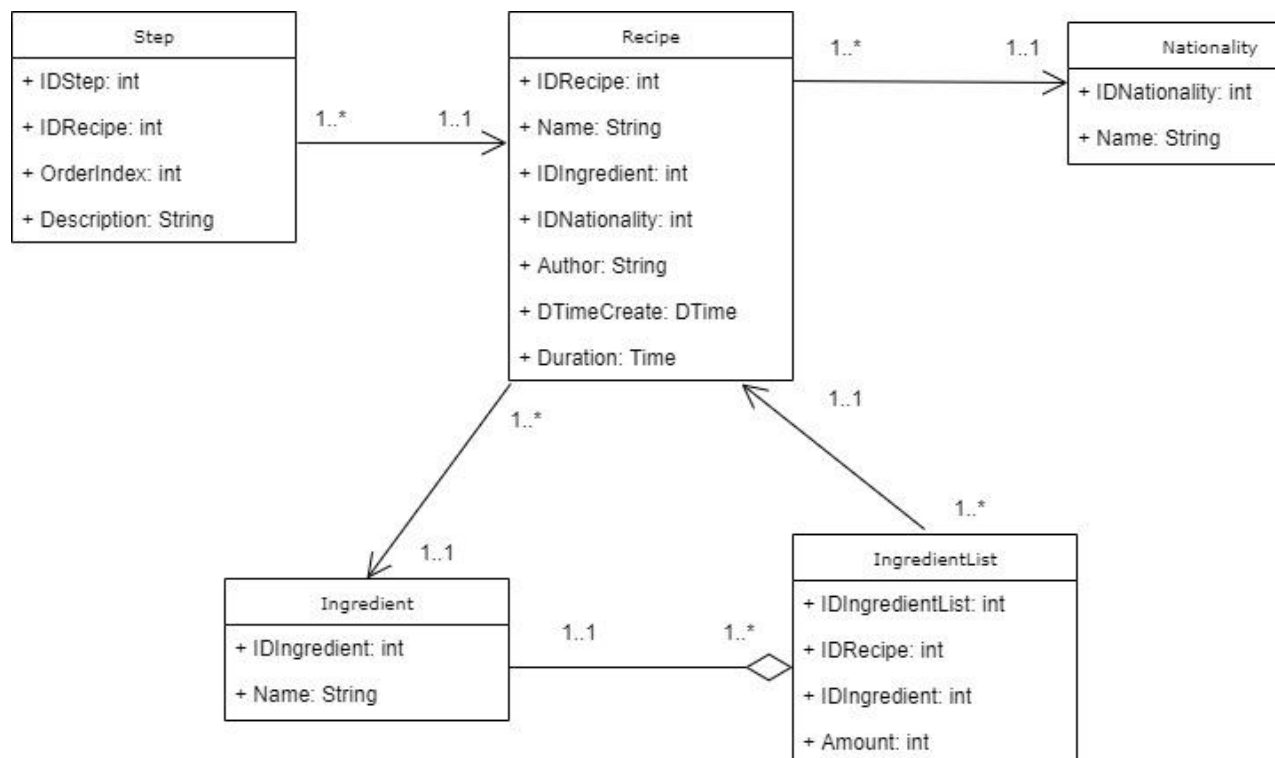 Step
+ IDStep: int
+ IDRecipe: int
+ OrderIndex: int
+ Description: String
1..*
1..1
Recipe
+ IDRecipe: int
+ Name: String
+ IDIngredient: int
+ IDNationality: int
+ Author: String
+ DTimeCreate: DTime
+ Duration: Time
1..*
1..1
Nationality
+ IDNationality: int
+ Name: String
1..*
1..1
1..1
1..*
Ingredient
+ IDIngredient: int
+ Name: String
1..1
1..*
IngredientList
+ IDIngredientList: int
+ IDRecipe: int
+ IDIngredient: int
+ Amount: int